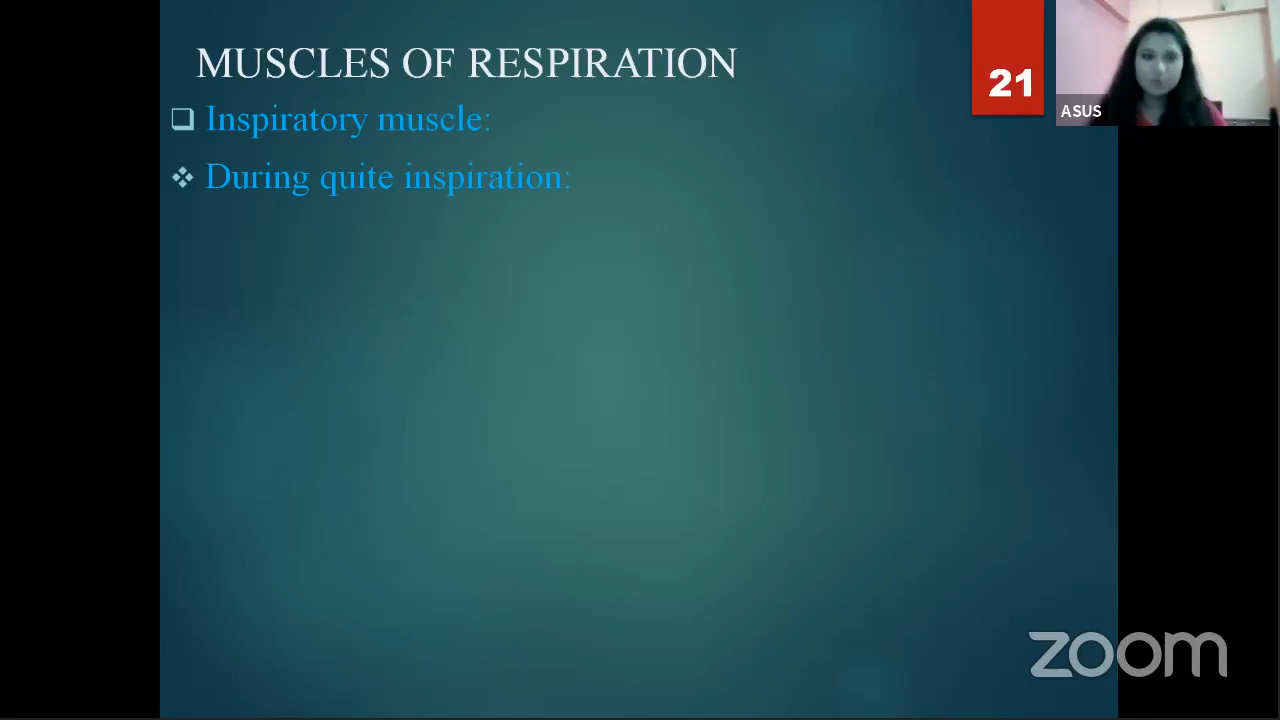 MUSCLES OF RESPIRATION
21
ASUS
Inspiratory muscle:
During quite inspiration:
zoom